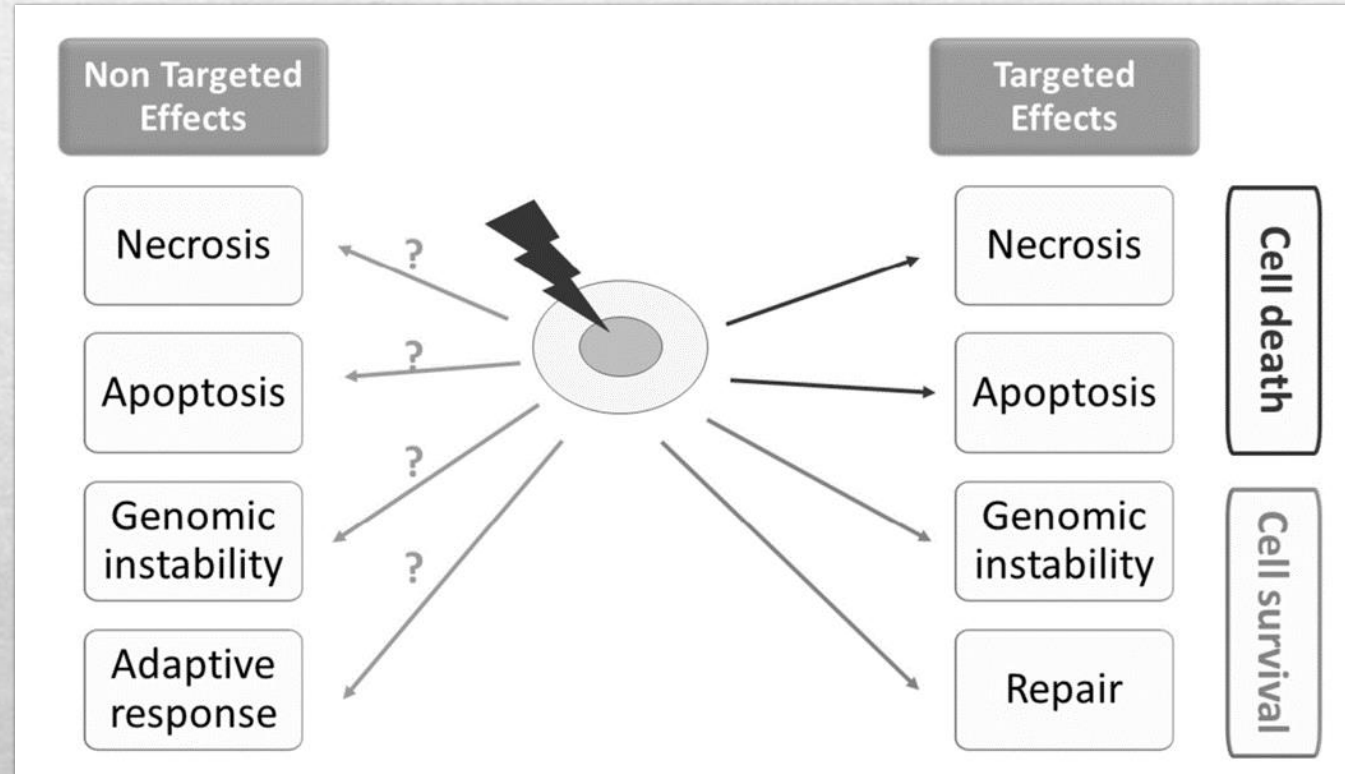 Non Targeted
Effects
Necrosis
?
Apoptosis
?
Genomic
instability
?
Adaptive
response
?
Targeted
Effects
Necrosis
Apoptosis
Genomic
instability
Repair
Cell death
Cell survival